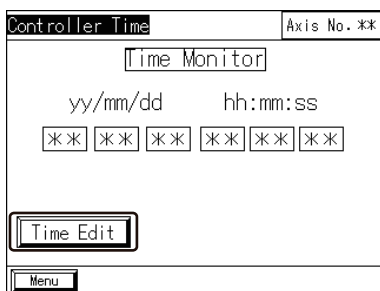 Controller Time Axis No. **
Time Monitor
yy/mm/dd hh:mm:ss
** ** ** ** ** **
Time Edit
Menu